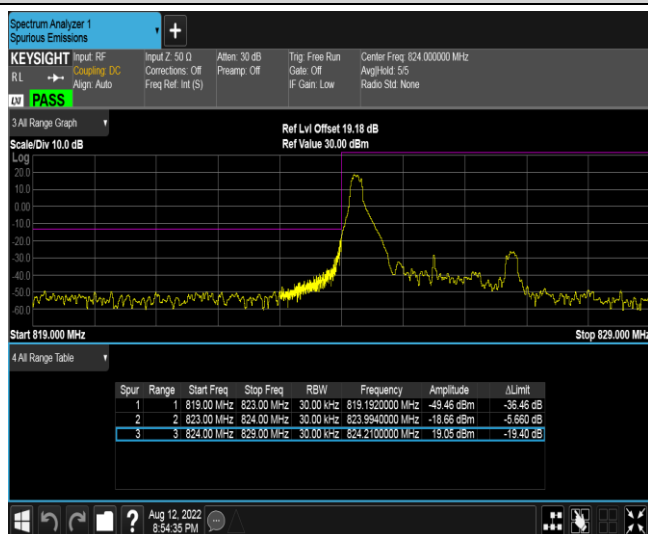 Spectrum Analyzer 1
Spurious Emissions
KEYSIGHT Input: RF Input Z: 50 Ω Atten: 30 dB Trig: Free Run Center Freq: 824.000000 MHz
RL Coupling: DC Corrections: Off Preamp: Off Gate: Off Avg|Hold: 5/5
Align: Auto Freq Ref: Int (S) IF Gain: Low Radio Std: None
LXI PASS
3 All Range Graph
Ref Lvl Offset 19.18 dB
Scale/Div 10.0 dB Ref Value 30.00 dBm
Log
20.0
10.0
0.00
-10.0
-20.0
-30.0
-40.0
-50.0
-60.0
Start 819.000 MHz Stop 829.000 MHz
4 All Range Table
Spur Range Start Freq Stop Freq RBW Frequency Amplitude ΔLimit
1 1 819.00 MHz 823.00 MHz 30.00 kHz 819.1920000 MHz -49.46 dBm -36.46 dB
2 2 823.00 MHz 824.00 MHz 30.00 kHz 823.9940000 MHz -18.66 dBm -5.660 dB
3 3 824.00 MHz 829.00 MHz 30.00 kHz 824.2100000 MHz 19.05 dBm -19.40 dB
? Aug 12, 2022
8:54:35 PM